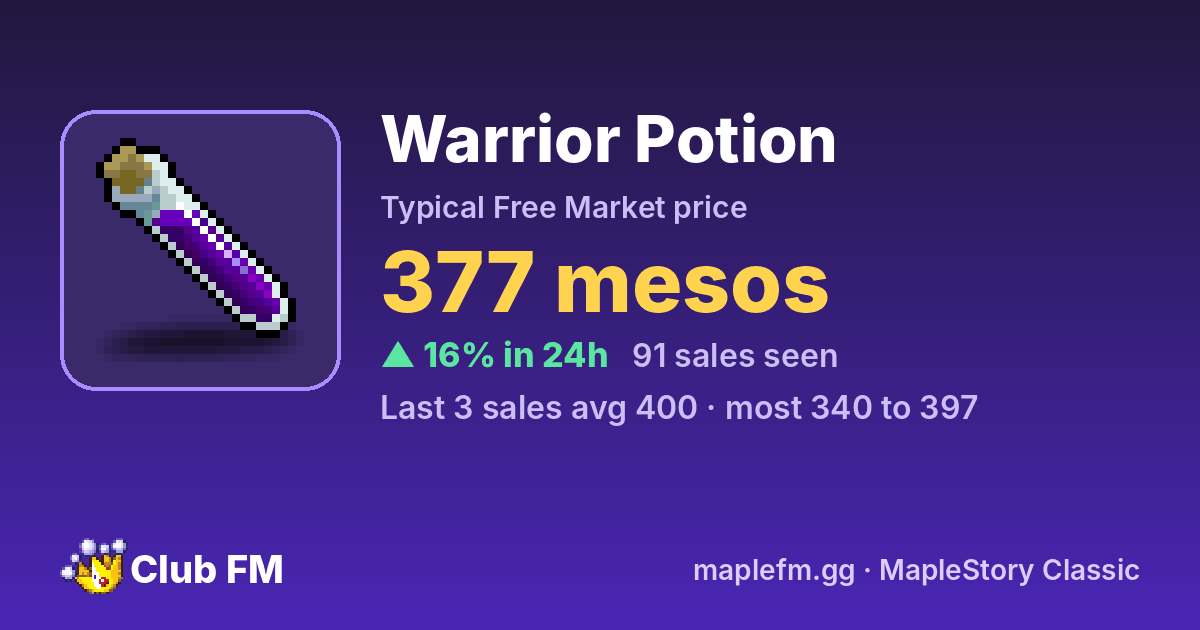 Warrior Potion
Typical Free Market price
377 mesos
▲ 16% in 24h 91 sales seen
Last 3 sales avg 400 · most 340 to 397
Club FM
maplefm.gg · MapleStory Classic